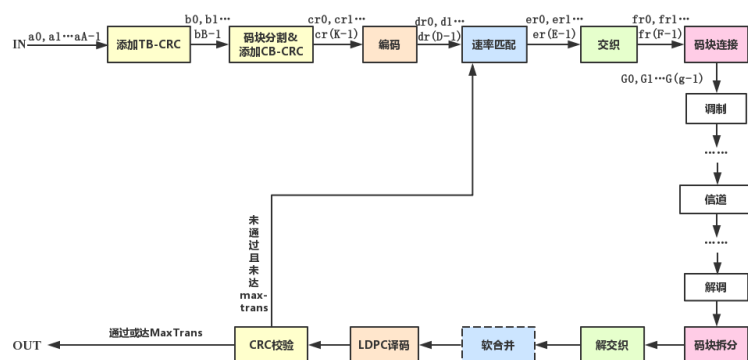 IN
a0, a1…aA-1
添加TB-CRC
b0, b1…
bB-1
码块分割&
添加CB-CRC
cr0, cr1…
cr(K-1)
编码
dr0, d1…
dr(D-1)
速率匹配
er0, er1…
er(E-1)
交织
fr0, fr1…
fr(F-1)
码块连接
G0, G1…G(g-1)
调制
……
信道
……
解调
未
通
过
且
未
达
max-
trans
OUT
通过或达MaxTrans
CRC校验
LDPC译码
软合并
解交织
码块拆分